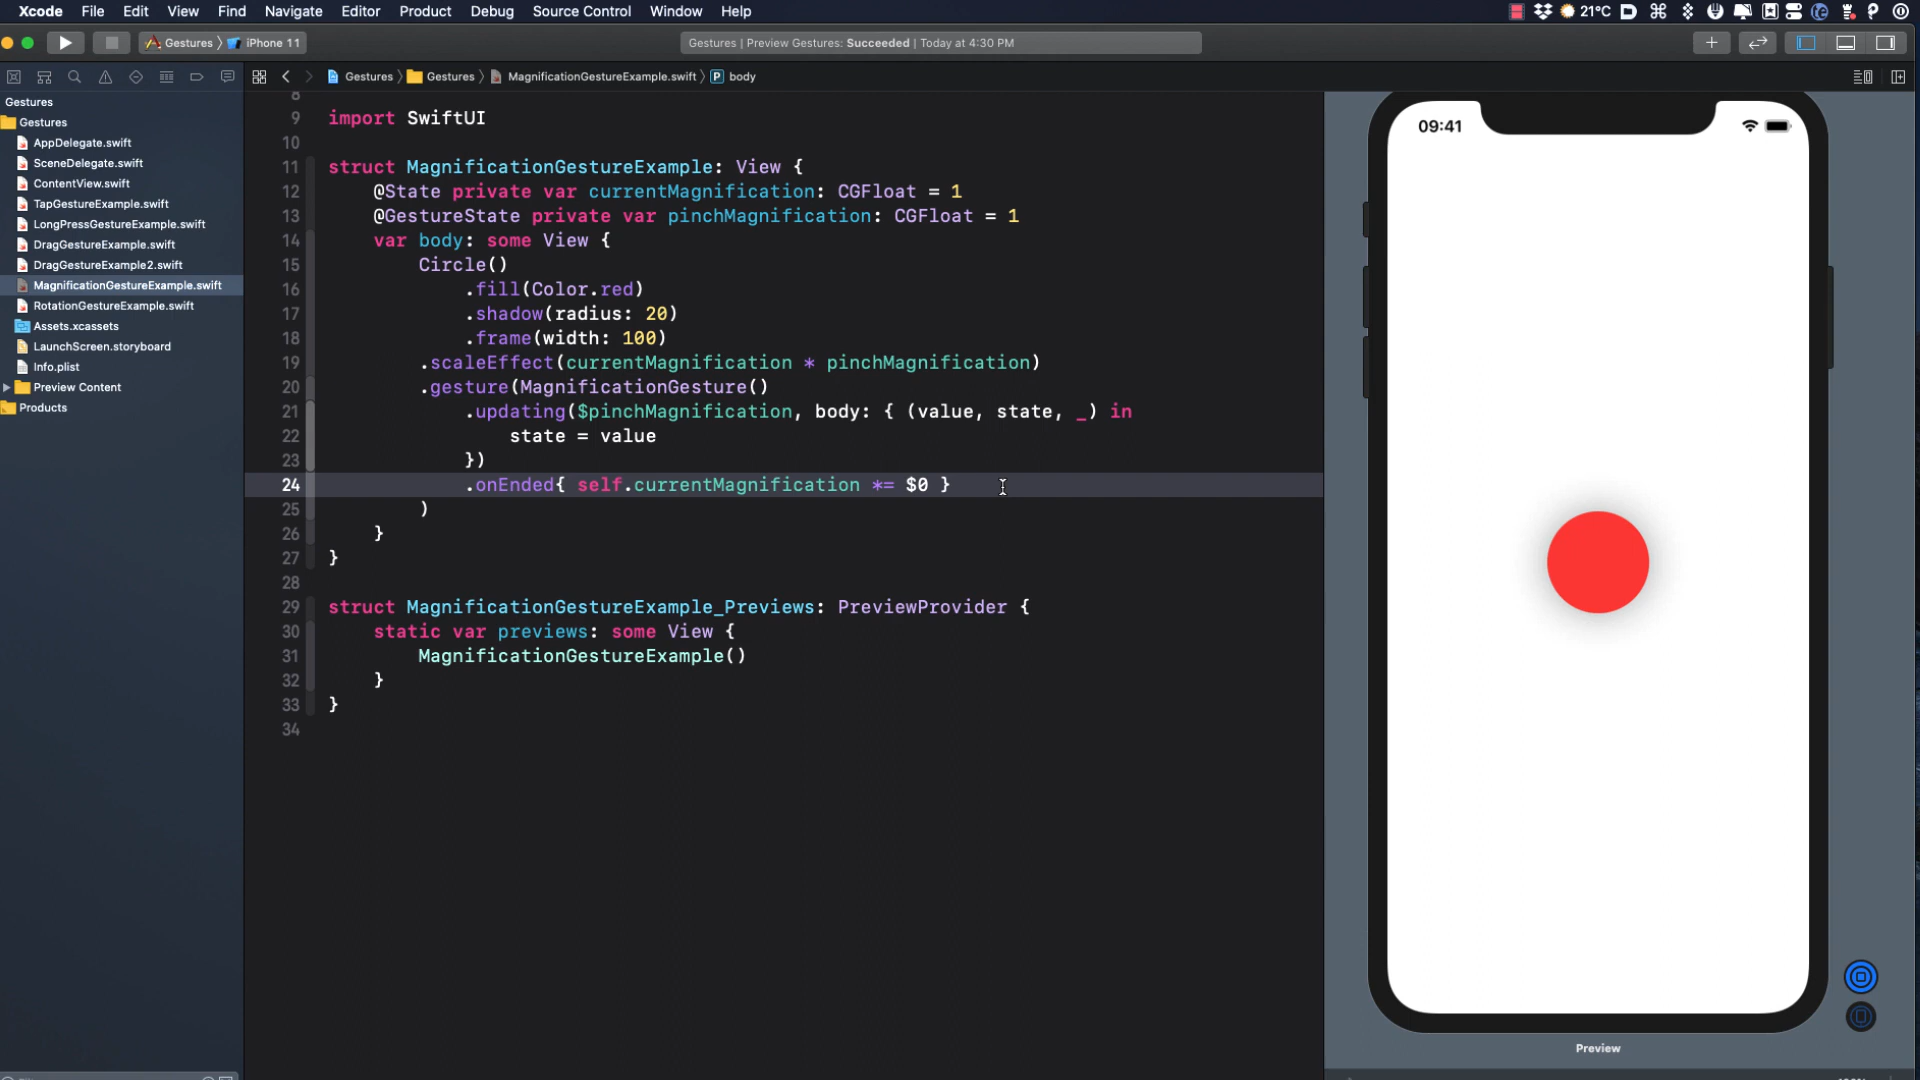 Xcode File Edit View Find Navigate Editor Product Debug Source Control Window Help 21°C
Gestures 〉 iPhone 11
Gestures | Preview Gestures: Succeeded | Today at 4:30 PM
Gestures 〉 Gestures 〉 MagnificationGestureExample.swift 〉 P body
Gestures
Gestures
AppDelegate.swift
SceneDelegate.swift
ContentView.swift
TapGestureExample.swift
LongPressGestureExample.swift
DragGestureExample.swift
DragGestureExample2.swift
MagnificationGestureExample.swift
RotationGestureExample.swift
Assets.xcassets
LaunchScreen.storyboard
Info.plist
Preview Content
Products
8
9 import SwiftUI
10
11 struct MagnificationGestureExample: View {
12 @State private var currentMagnification: CGFloat = 1
13 @GestureState private var pinchMagnification: CGFloat = 1
14 var body: some View {
15 Circle()
16 .fill(Color.red)
17 .shadow(radius: 20)
18 .frame(width: 100)
19 .scaleEffect(currentMagnification * pinchMagnification)
20 .gesture(MagnificationGesture()
21 .updating($pinchMagnification, body: { (value, state, _) in
22 state = value
23 })
24 .onEnded{ self.currentMagnification *= $0 }
25 )
26 }
27 }
28
29 struct MagnificationGestureExample_Previews: PreviewProvider {
30 static var previews: some View {
31 MagnificationGestureExample()
32 }
33 }
34
09:41
Preview